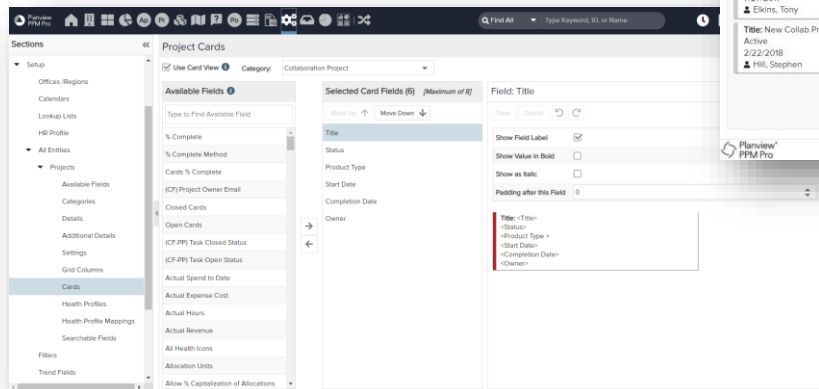 Planview
PPM Pro
Ap
Pr
Po
Find All
Type Keyword, ID, or Name
Elkins, Tony
Title: New Collab Pr
Active
2/22/2018
Hill, Stephen
Planview®
PPM Pro
Sections
Setup
Offices /Regions
Calendars
Lookup Lists
HR Profile
All Entities
Projects
Available Fields
Categories
Details
Additional Details
Settings
Grid Columns
Cards
Health Profiles
Health Profile Mappings
Searchable Fields
Filters
Trend Fields
Project Cards
Use Card View
Category: Collaboration Project
Available Fields
Type to Find Available Field
% Complete
% Complete Method
Cards % Complete
(CF) Project Owner Email
Closed Cards
Open Cards
(CF-PP) Task Closed Status
(CF-PP) Task Open Status
Actual Spend to Date
Actual Expense Cost
Actual Hours
Actual Revenue
All Health Icons
Allocation Units
Allow % Capitalization of Allocations
Selected Card Fields (6) [Maximum of 8]
Move Up Move Down
Title
Status
Product Type
Start Date
Completion Date
Owner
Field: Title
Save Cancel
Show Field Label
Show Value in Bold
Show as Italic
Padding after this Field 0
Title: <Title>
<Status>
<Product Type >
<Start Date>
<Completion Date>
<Owner>